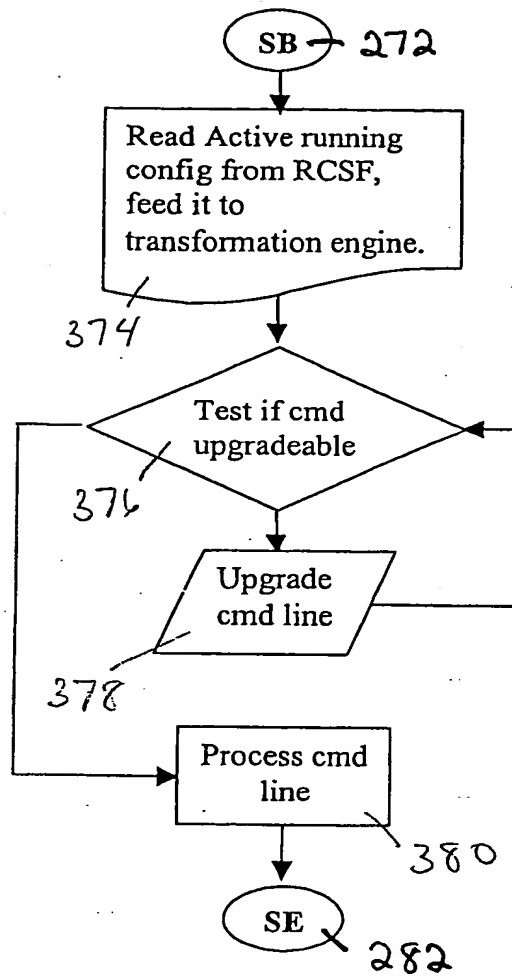 SB 272
Read Active running
config from RCSF,
feed it to
transformation engine.
374
Test if cmd
upgradeable
376
Upgrade
cmd line
378
Process cmd
line
380
SE
282